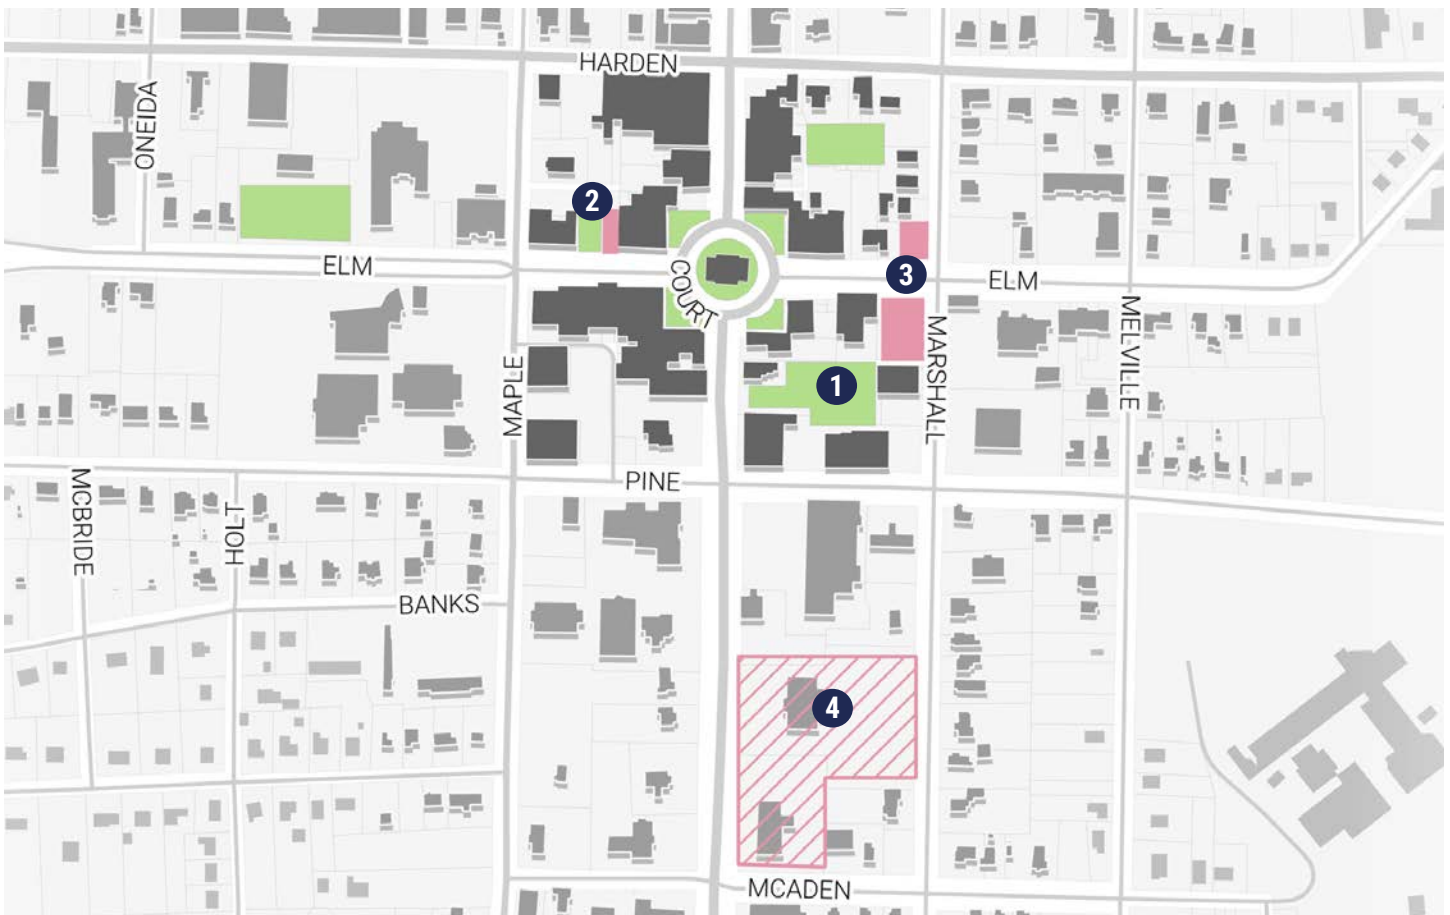 HARDEN
ONEIDA
2
ELM
COURT
3
ELM
MAPLE
1
MARSHALL
MELVILLE
PINE
MCBRIDE
HOLT
BANKS
4
MCADEN